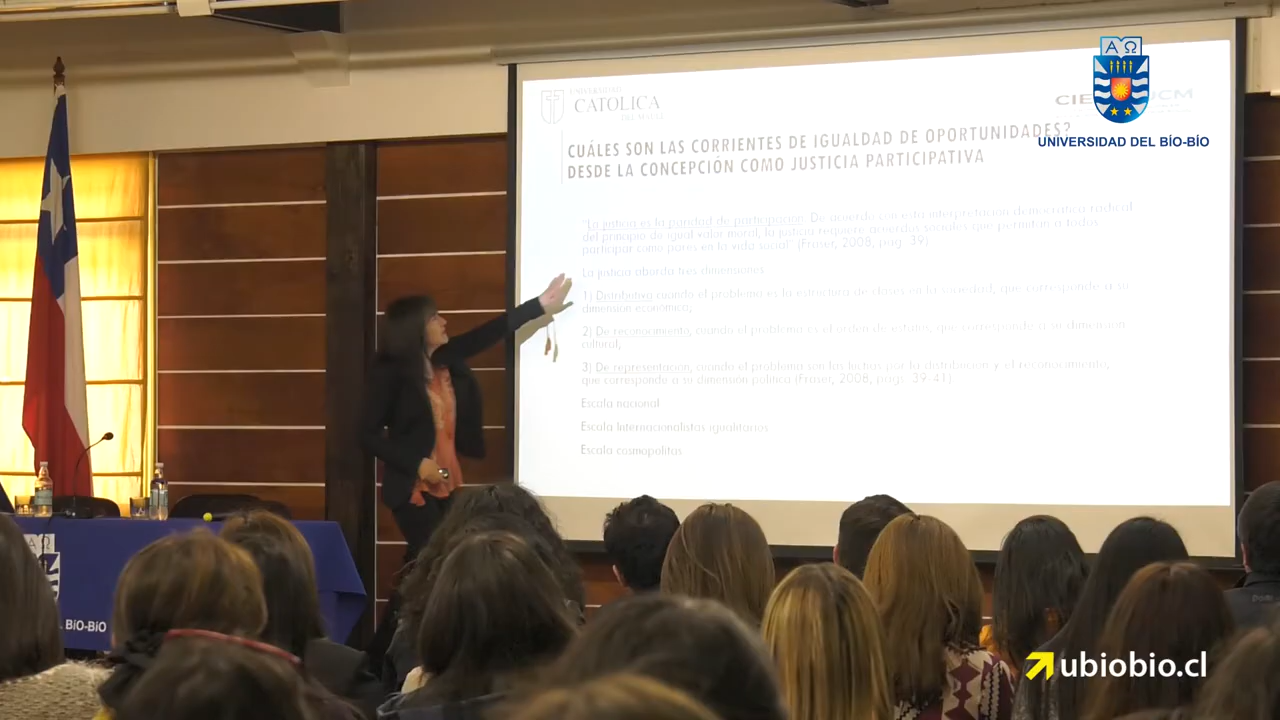 UNIVERSIDAD
CATOLICA
DEL MAULE
ΑΩ
UNIVERSIDAD DEL BÍO-BÍO
CUÁLES SON LAS CORRIENTES DE IGUALDAD DE OPORTUNIDADES?
DESDE LA CONCEPCIÓN COMO JUSTICIA PARTICIPATIVA
"La justicia es la paridad de participación. De acuerdo con esta interpretación democrática radical
del principio de igual valor moral, la justicia requiere acuerdos sociales que permitan a todos
participar como pares en la vida social" (Fraser, 2008, pag. 39)
La justicia aborda tres dimensiones
1) Distributiva cuando el problema es la estructura de clases en la sociedad, que corresponde a su
dimensión económica;
2) De reconocimiento, cuando el problema es el orden de estatus, que corresponde a su dimensión
cultural;
3) De representación, cuando el problema son las luchas por la distribución y el reconocimiento,
que corresponde a su dimensión política (Fraser, 2008, pags. 39-41)
Escala nacional
Escala Internacionalistas igualitarios
Escala cosmopolitas
ΑΩ
BÍO-BÍO
ubiobio.cl